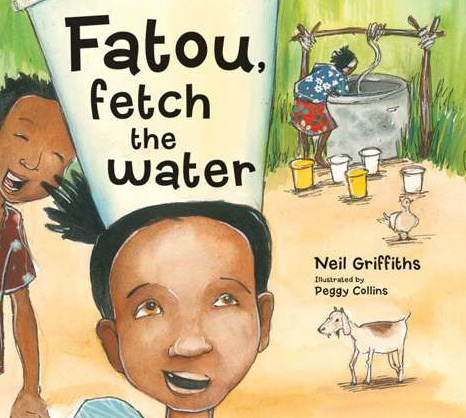 Fatou,
fetch
the
water
Neil Griffiths
Illustrated by
Peggy Collins